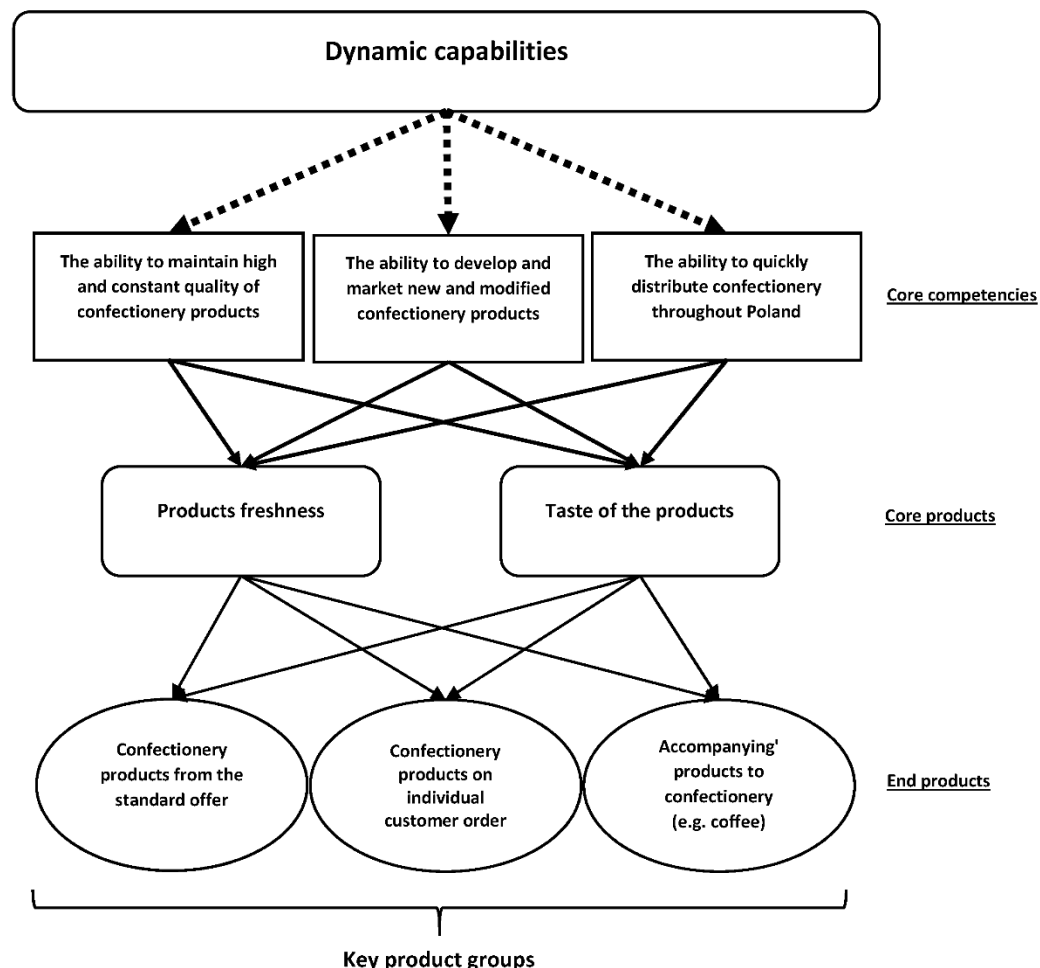 Dynamic capabilities
The ability to maintain high
and constant quality of
confectionery products
The ability to develop and
market new and modified
confectionery products
The ability to quickly
distribute confectionery
throughout Poland
Core competencies
Products freshness
Taste of the products
Core products
Confectionery
products from the
standard offer
Confectionery
products on
individual
customer order
Accompanying'
products to
confectionery
(e.g. coffee)
End products
Key product groups